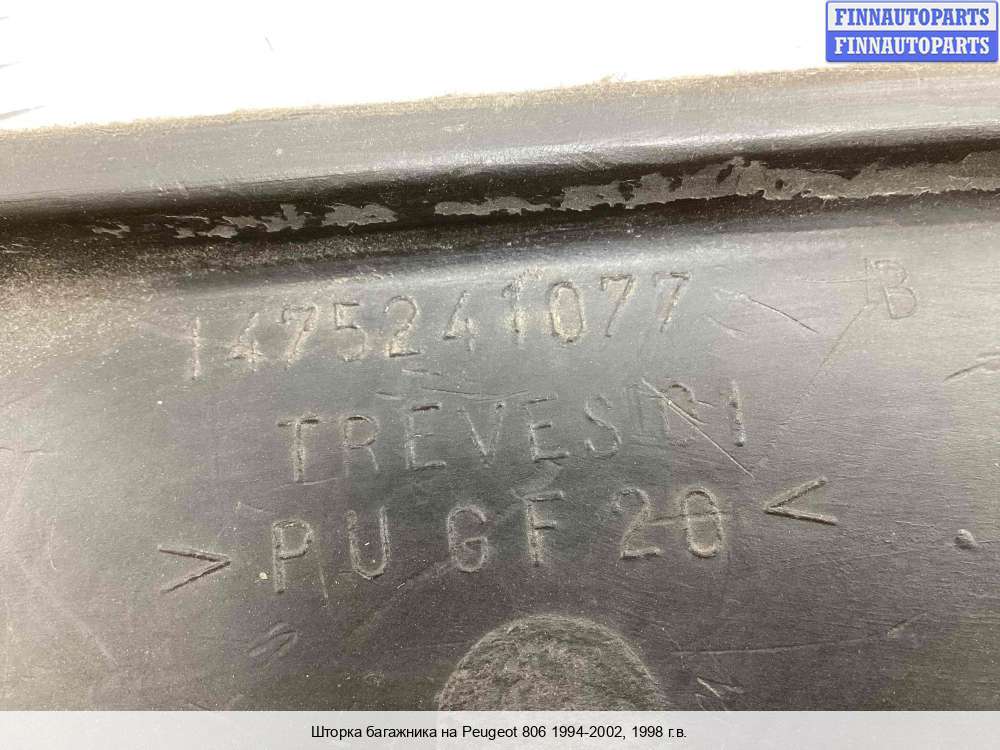 FINNAUTOPARTS
FINNAUTOPARTS
1475241077 B
TREVES
>PU GF 20<
Шторка багажника на Peugeot 806 1994-2002, 1998 г.в.